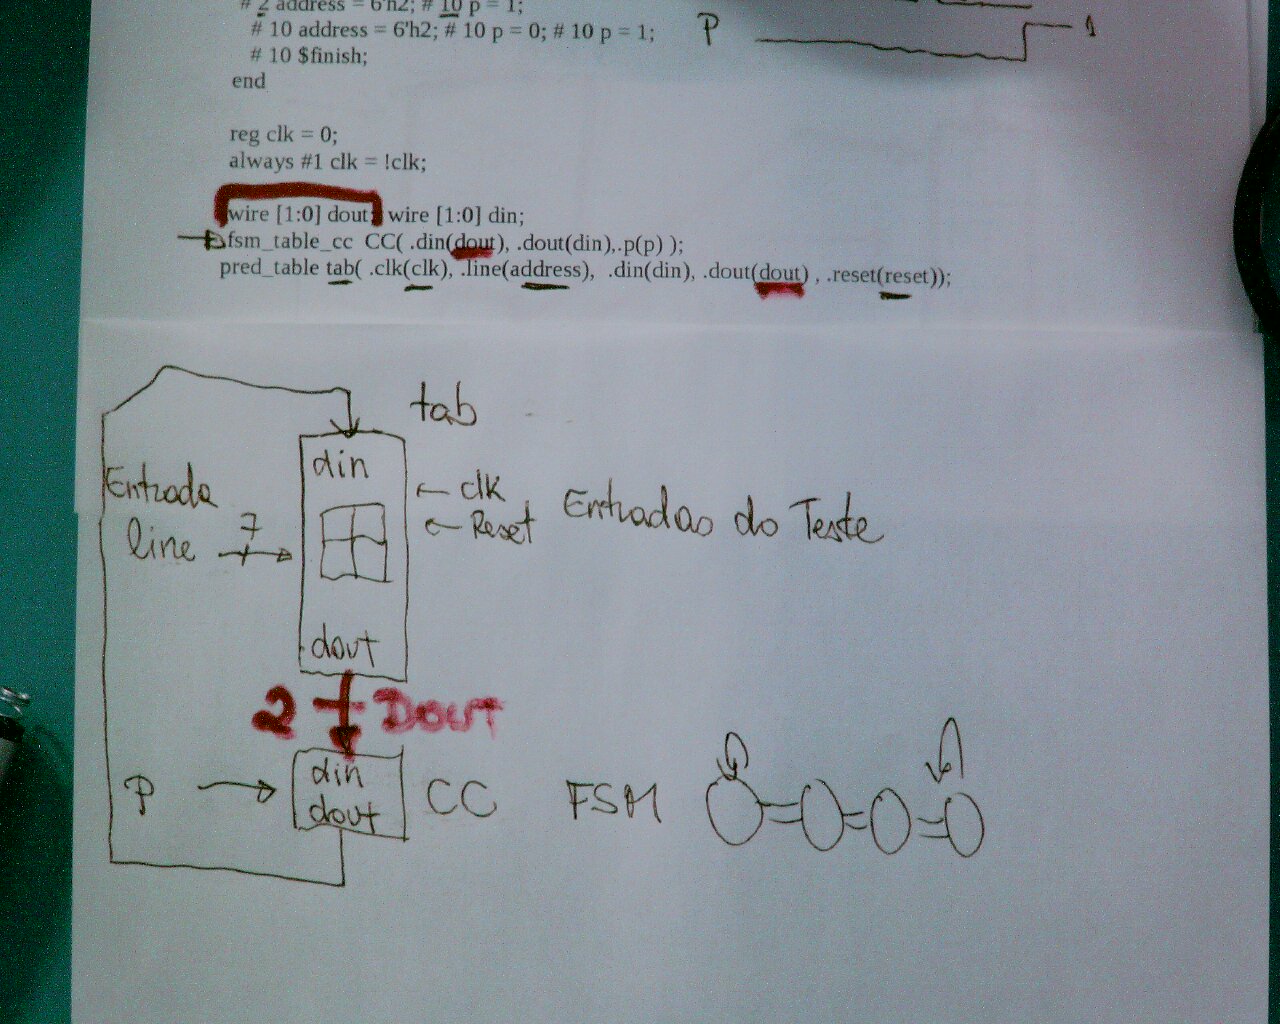 # 2 address = 6'h2; # 10 p = 1;
# 10 address = 6'h2; # 10 p = 0; # 10 p = 1;
P 1
# 10 $finish;
end
reg clk = 0;
always #1 clk = !clk;
wire [1:0] dout; wire [1:0] din;
fsm_table_cc CC( .din(dout), .dout(din),.p(p) );
pred_table tab( .clk(clk), .line(address), .din(din), .dout(dout) , .reset(reset));
tab
din
Entrada
line 7
clk
Reset
Entradas do Teste
dout
2 Dout
P
din
dout
CC
FSM